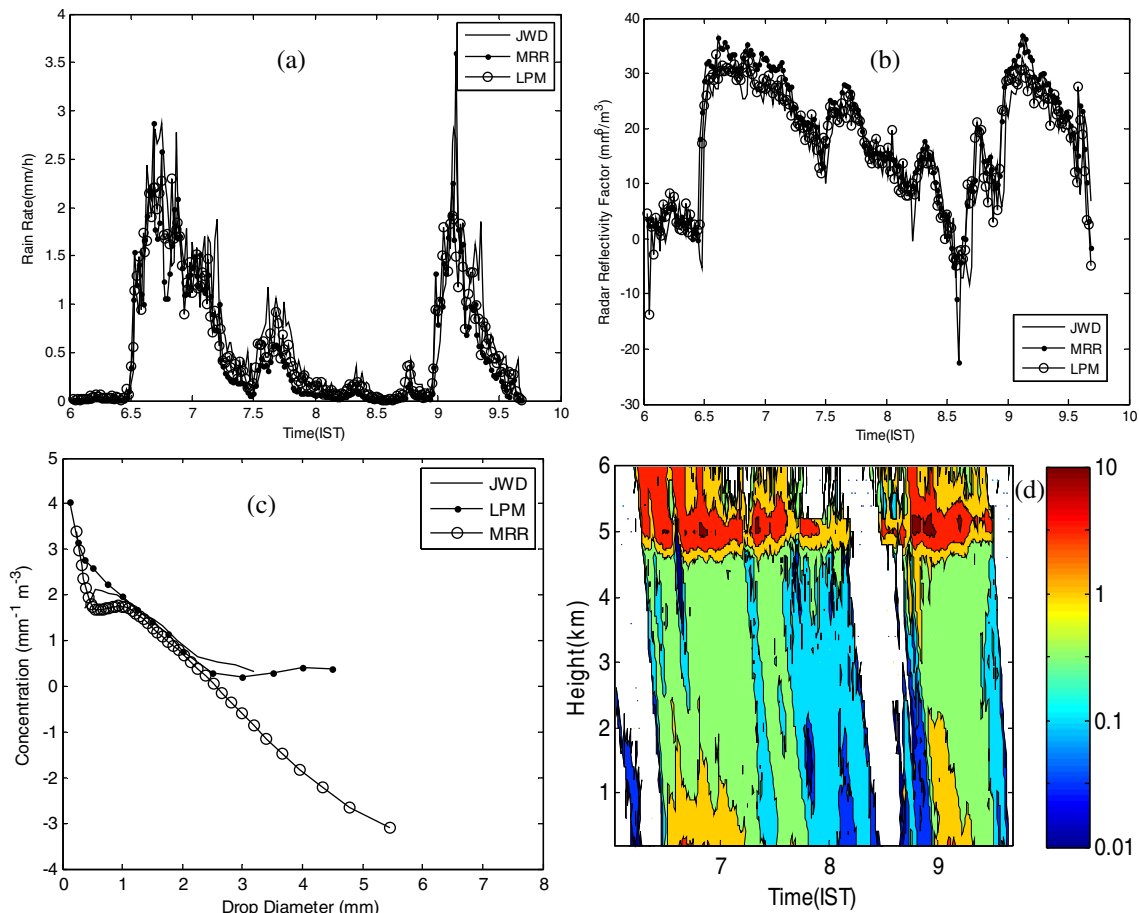 4
3.5
3
2.5
2
1.5
1
0.5
0
Rain Rate(mm/h)
(a)
JWD
MRR
LPM
6 6.5 7 7.5 8 8.5 9 9.5 10
Time(IST)
40
30
20
10
0
-10
-20
-30
Radar Reflectivity Factor (mm⁶/m³)
(b)
JWD
MRR
LPM
6 6.5 7 7.5 8 8.5 9 9.5 10
Time(IST)
5
4
3
2
1
0
-1
-2
-3
-4
Concentration (mm⁻¹ m⁻³)
(c)
JWD
LPM
MRR
0 1 2 3 4 5 6 7 8
Drop Diameter (mm)
6
5
4
3
2
1
Height(km)
(d)
7 8 9
Time(IST)
10
1
0.1
0.01